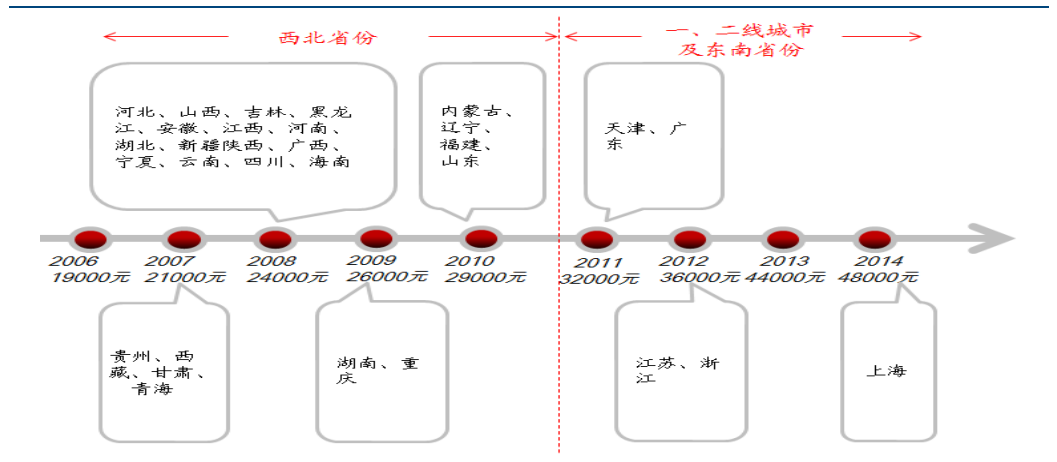 西北省份
一、二线城市
及东南省份
河北、山西、吉林、黑龙
江、安徽、江西、河南、
湖北、新疆陕西、广西、
宁夏、云南、四川、海南
内蒙古、
辽宁、
福建、
山东
天津、广
东
2006
19000元
2007
21000元
2008
24000元
2009
26000元
2010
29000元
2011
32000元
2012
36000元
2013
44000元
2014
48000元
贵州、西
藏、甘肃、
青海
湖南、重
庆
江苏、浙
江
上海